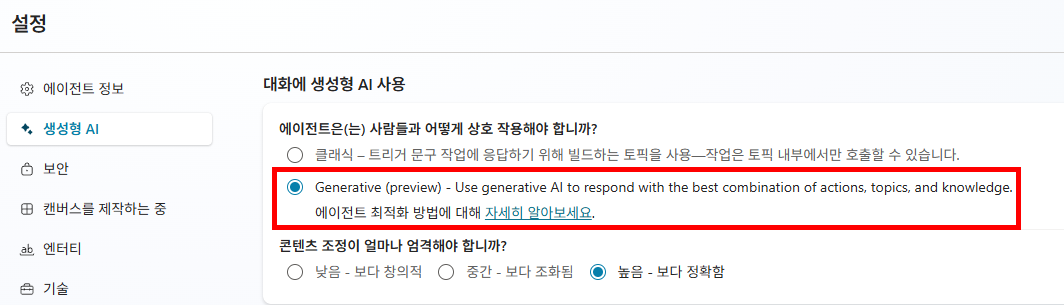 설정
에이전트 정보
생성형 AI
보안
캔버스를 제작하는 중
엔터티
기술
대화에 생성형 AI 사용
에이전트은(는) 사람들과 어떻게 상호 작용해야 합니까?
클래식 – 트리거 문구 작업에 응답하기 위해 빌드하는 토픽을 사용—작업은 토픽 내부에서만 호출할 수 있습니다.
Generative (preview) - Use generative AI to respond with the best combination of actions, topics, and knowledge.
에이전트 최적화 방법에 대해 자세히 알아보세요.
콘텐츠 조정이 얼마나 엄격해야 합니까?
낮음 - 보다 창의적 중간 - 보다 조화됨 높음 - 보다 정확함